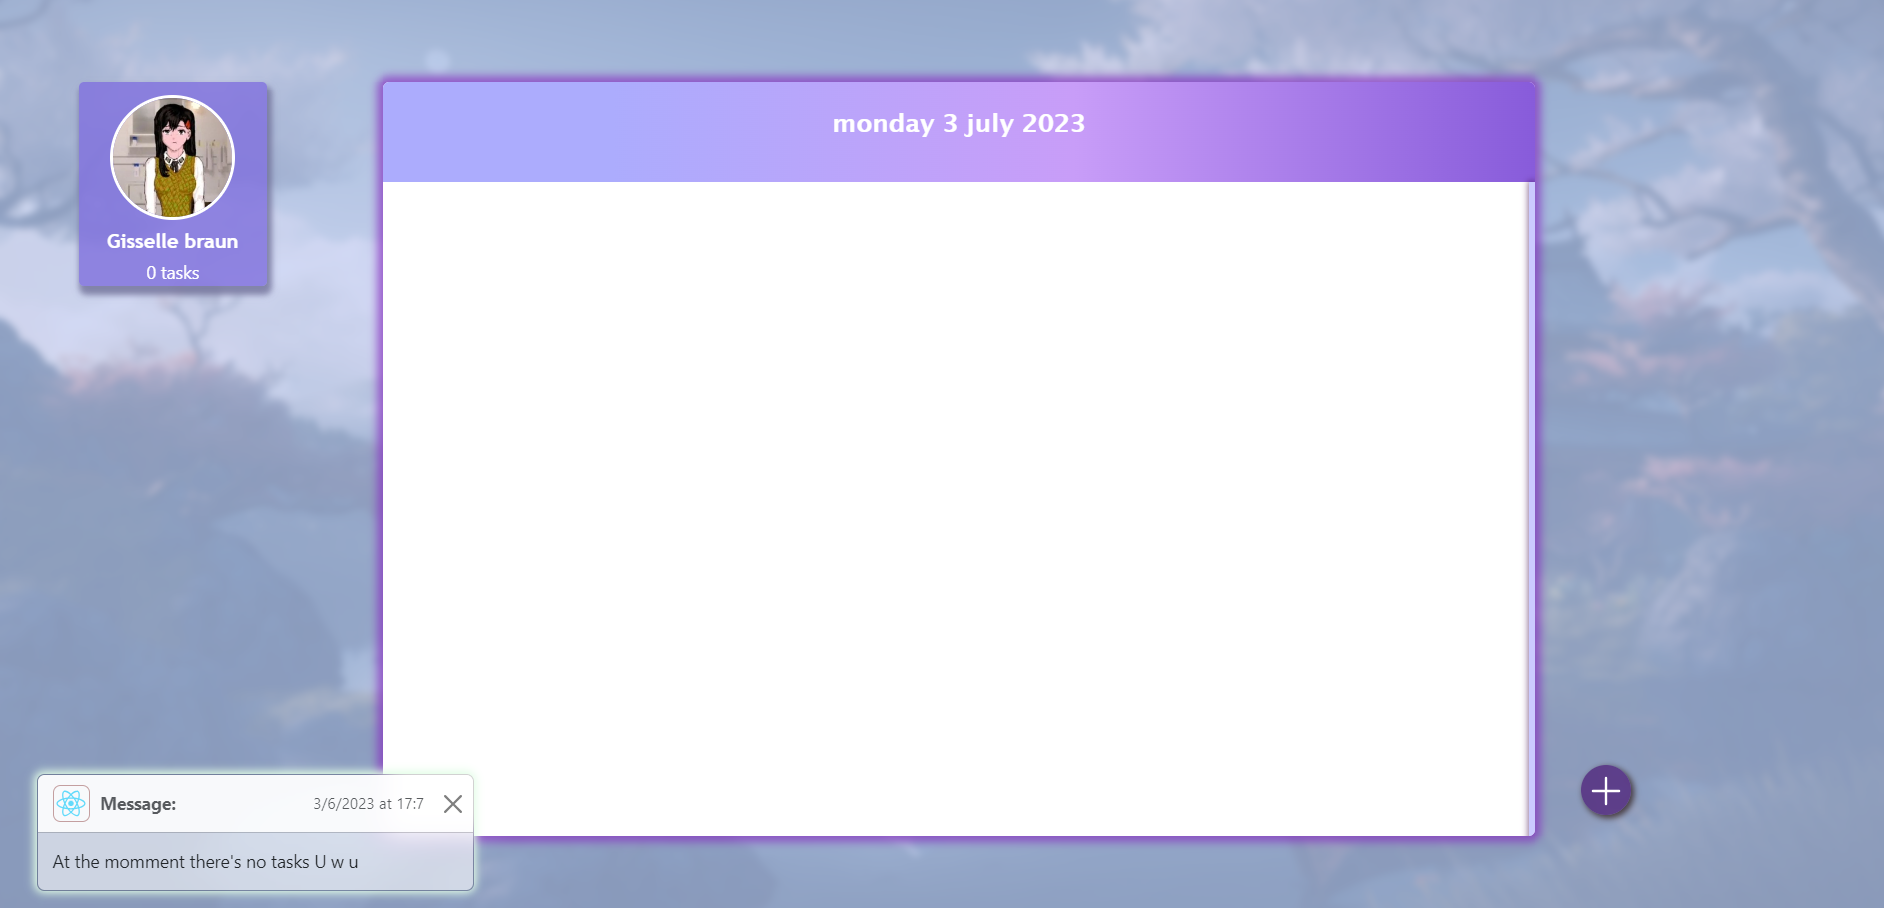 monday 3 july 2023
Gisselle braun
0 tasks
Message:
3/6/2023 at 17:7
At the momment there's no tasks U w u